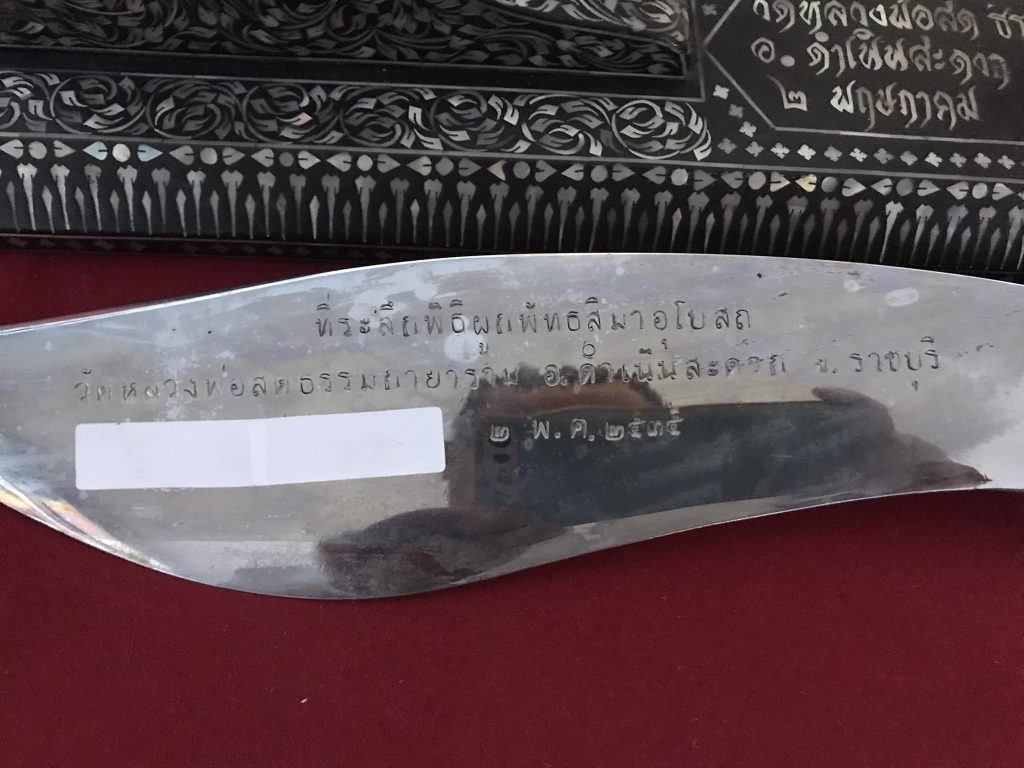 วัดหลวงพ่อสด ธร
อ. ดำเนินสะดวก
๒ พฤษภาคม
ที่ระลึกพิธีผูกพัทธสีมาอุโบสถ
วัดหลวงพ่อสดธรรมกายาราม อ. ดำเนินสะดวก จ. ราชบุรี
๒ พ. ค. ๒๕๓๕